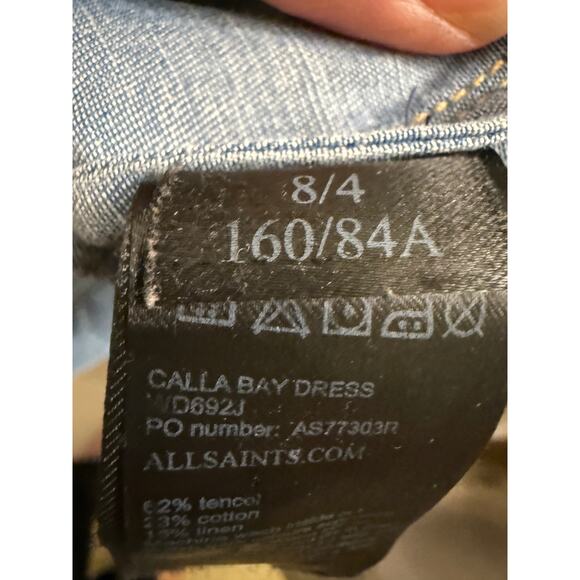 8/4
160/84A
CALLA BAY DRESS
WD692J
PO number: AS77303R
ALLSAINTS.COM
62% tencel
23% cotton
15% linen